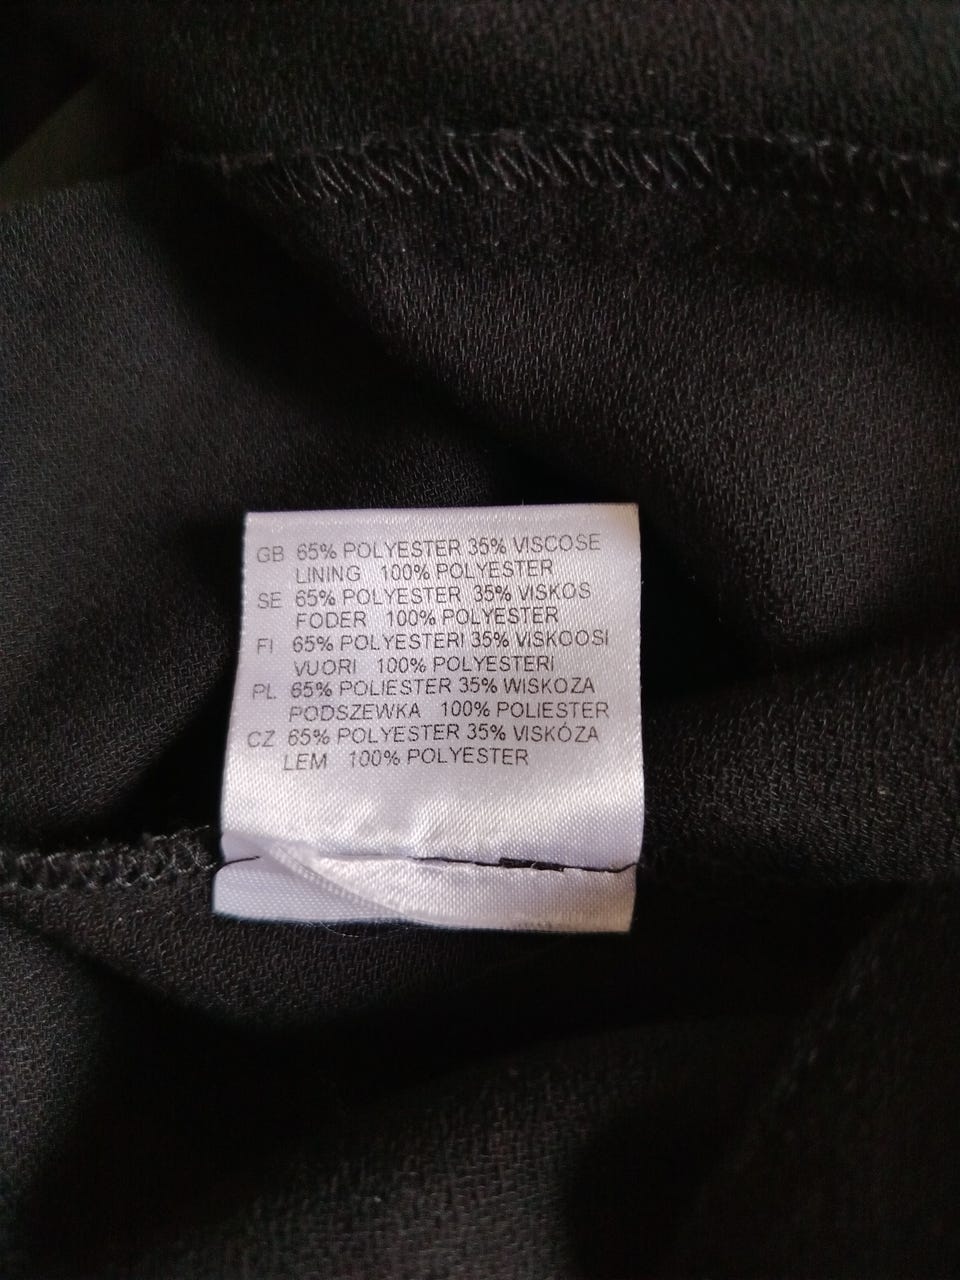 GB 65% POLYESTER 35% VISCOSE
LINING 100% POLYESTER
SE 65% POLYESTER 35% VISKOS
FODER 100% POLYESTER
FI 65% POLYESTERI 35% VISKOOSI
VUORI 100% POLYESTERI
PL 65% POLIESTER 35% WISKOZA
PODSZEWKA 100% POLIESTER
CZ 65% POLYESTER 35% VISKÓZA
LEM 100% POLYESTER